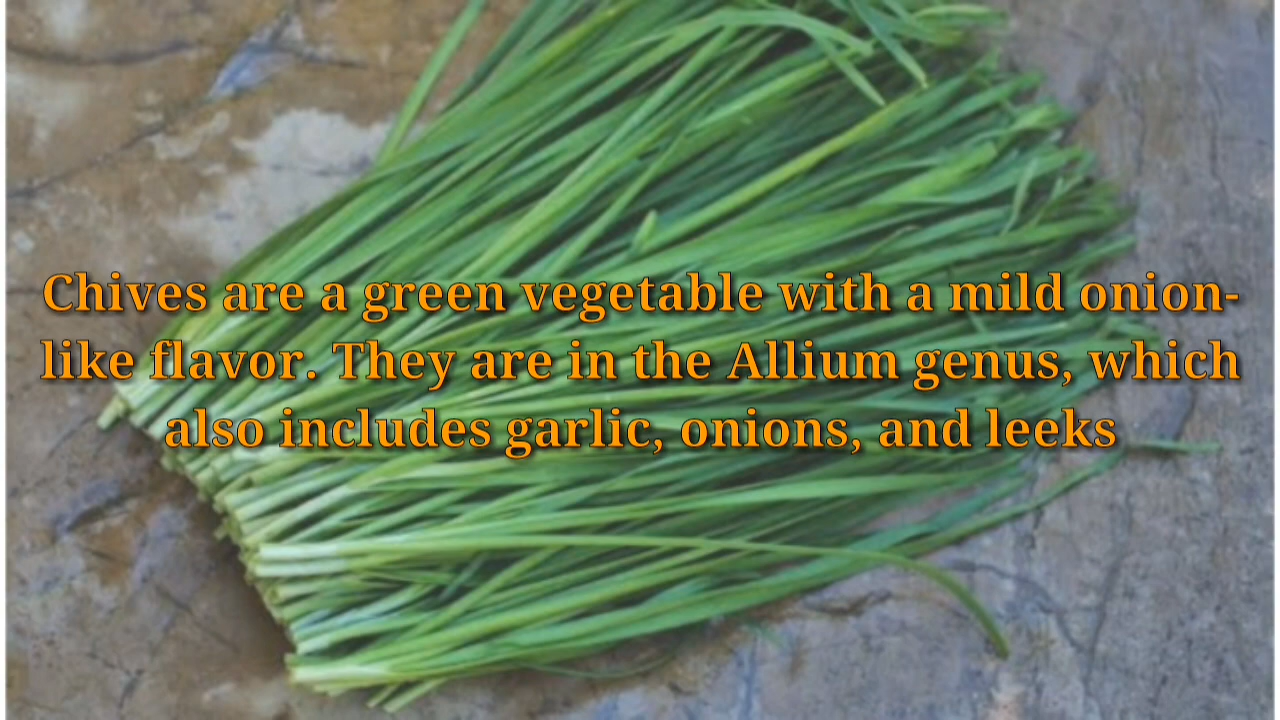 Chives are a green vegetable with a mild onion-
like flavor. They are in the Allium genus, which
also includes garlic, onions, and leeks